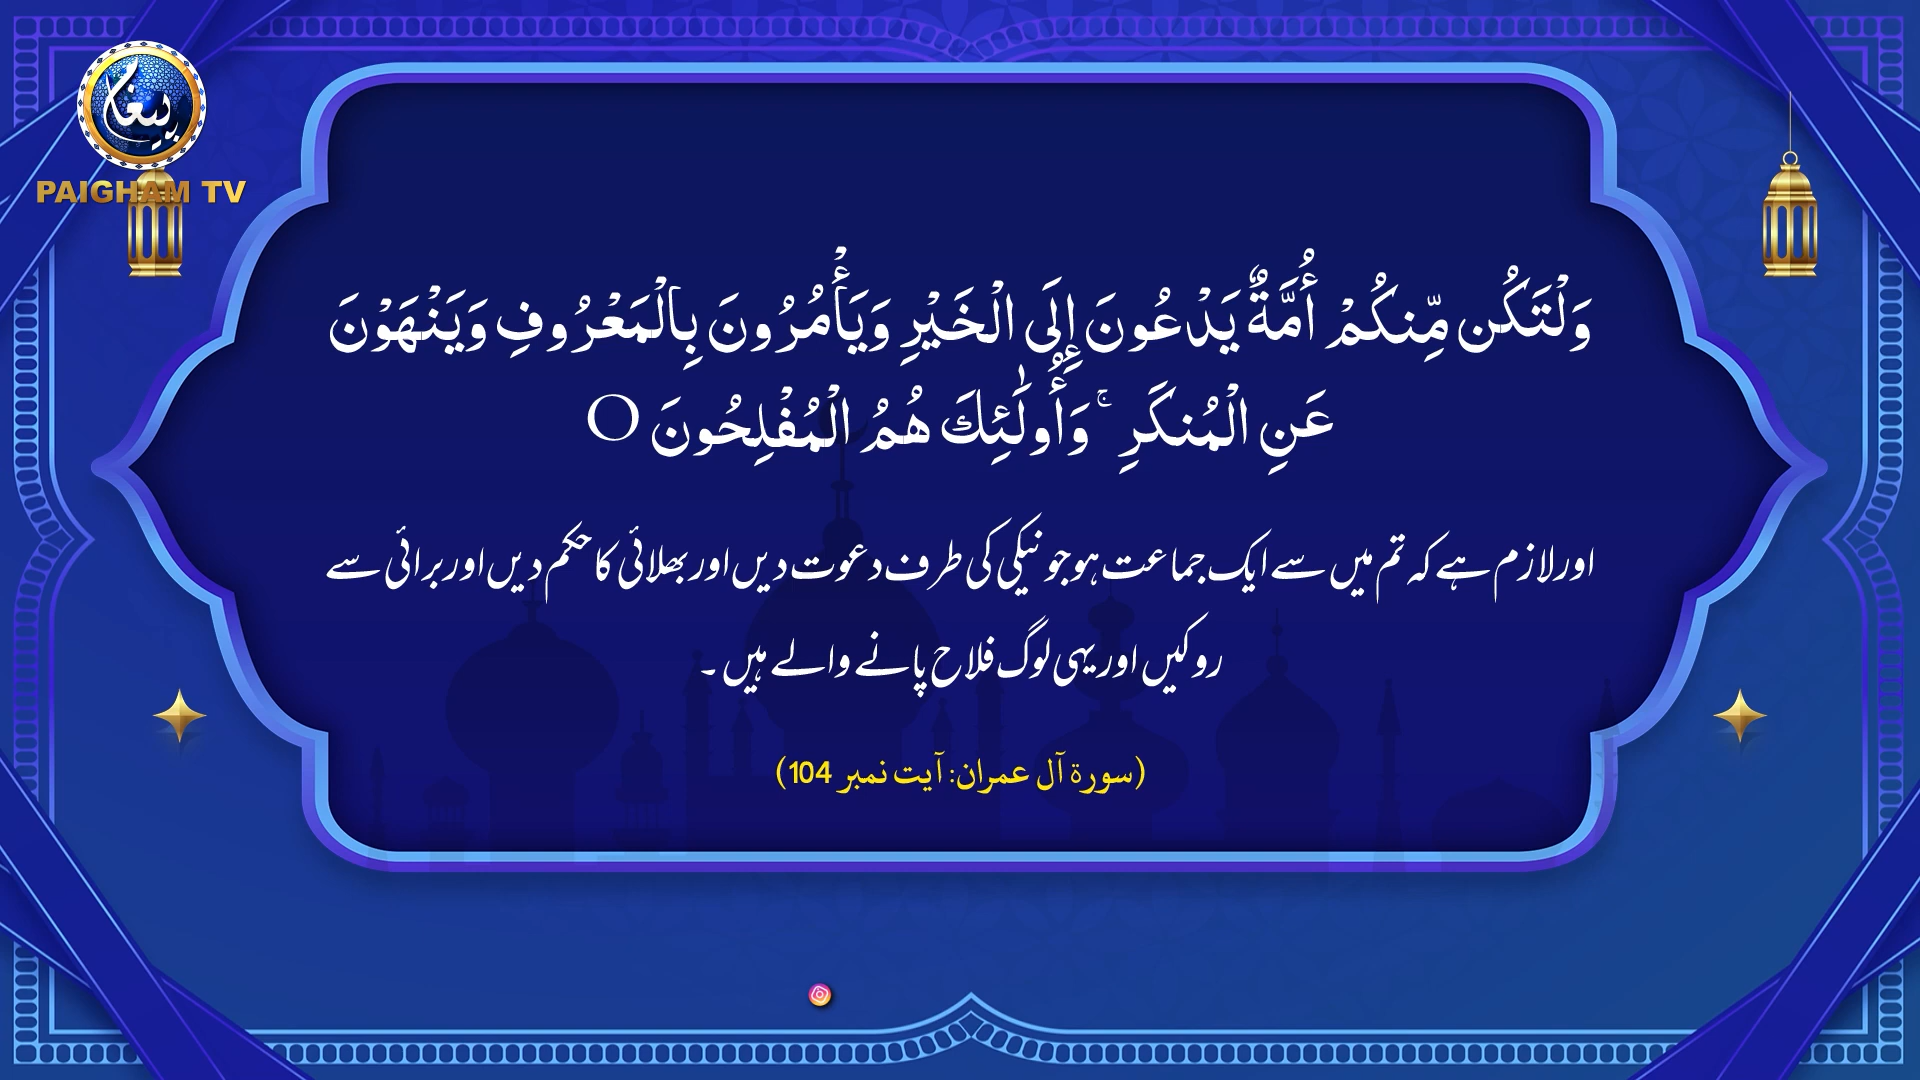 پیغام
PAIGHAM TV
وَلْتَكُن مِّنكُمْ أُمَّةٌ يَدْعُونَ إِلَى الْخَيْرِ وَيَأْمُرُونَ بِالْمَعْرُوفِ وَيَنْهَوْنَ
عَنِ الْمُنكَرِ ۚ وَأُولَٰئِكَ هُمُ الْمُفْلِحُونَ O
اور لازم ہے کہ تم میں سے ایک جماعت ہو جو نیکی کی طرف دعوت دیں اور بھلائی کا حکم دیں اور برائی سے
روکیں اور یہی لوگ فلاح پانے والے ہیں ۔
(سورۃ آل عمران: آیت نمبر 104)